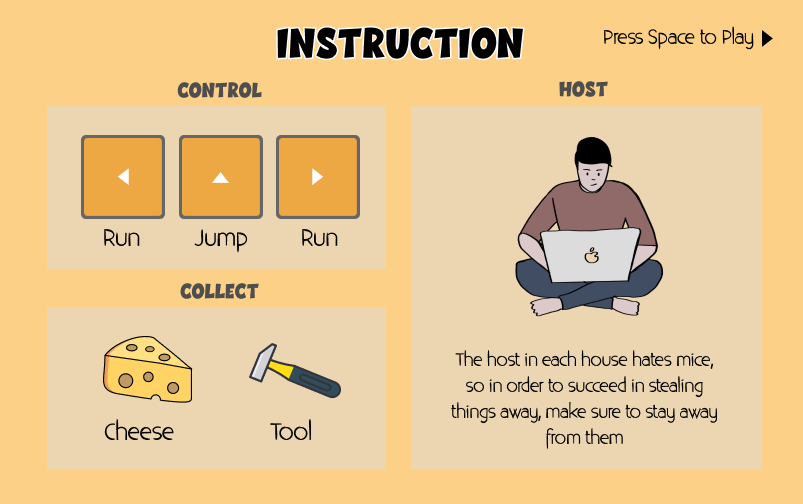 INSTRUCTION
Press Space to Play
CONTROL
Run Jump Run
COLLECT
Cheese Tool
HOST
The host in each house hates mice,
so in order to succeed in stealing
things away, make sure to stay away
from them